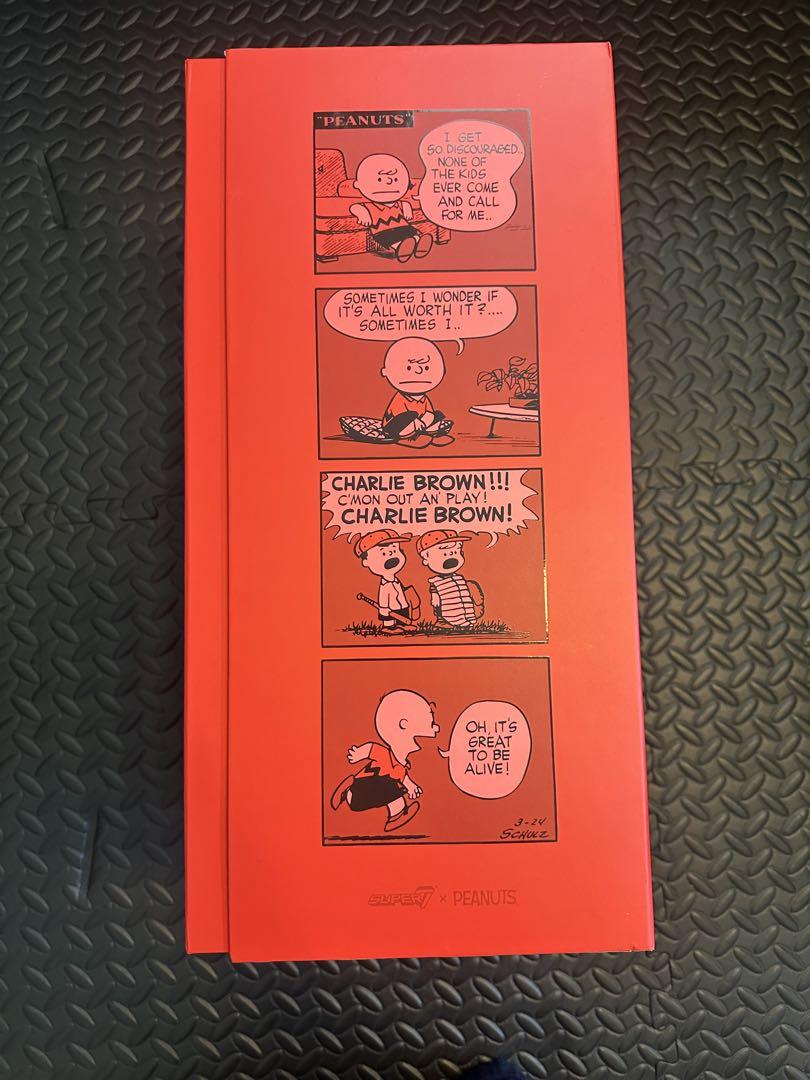 "PEANUTS"
I GET
SO DISCOURAGED..
NONE OF
THE KIDS
EVER COME
AND CALL
FOR ME..
SOMETIMES I WONDER IF
IT'S ALL WORTH IT?....
SOMETIMES I..
CHARLIE BROWN!!!
C'MON OUT AN' PLAY!
CHARLIE BROWN!
OH, IT'S
GREAT
TO BE
ALIVE!
3-24
SCHULZ
SUPER7 × PEANUTS